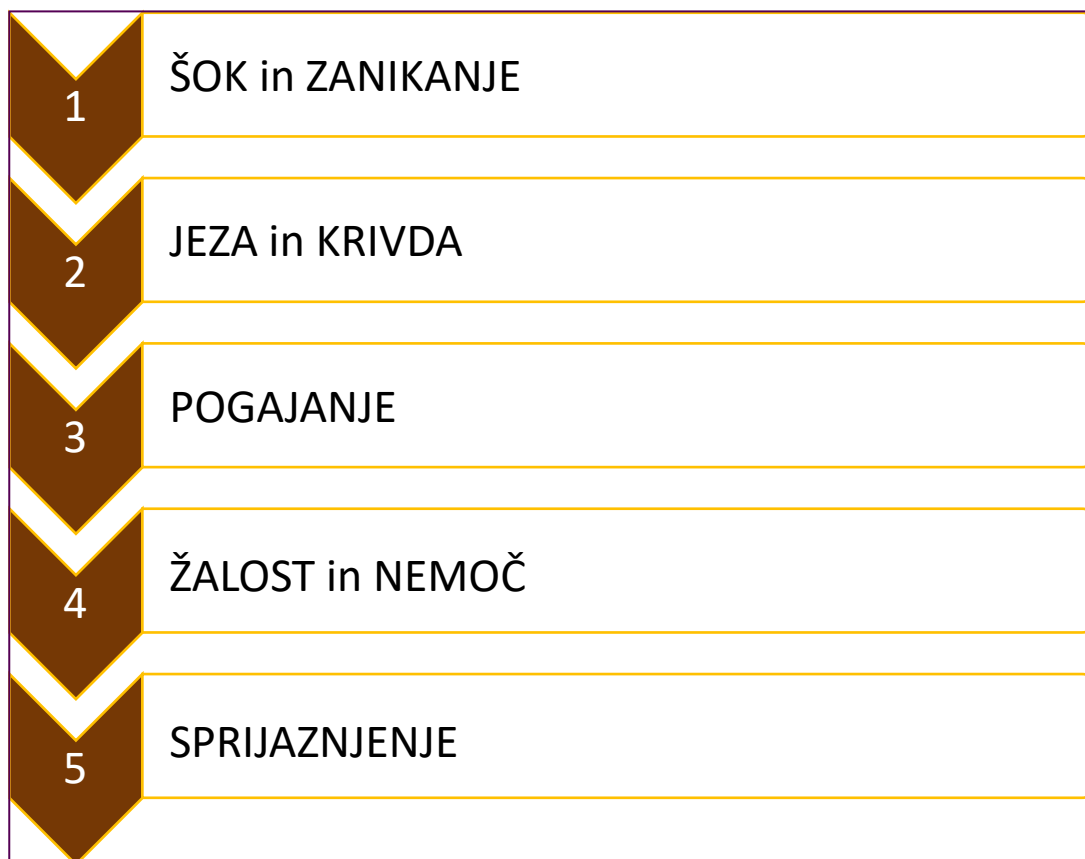 1
ŠOK in ZANIKANJE
2
JEZA in KRIVDA
3
POGAJANJE
4
ŽALOST in NEMOČ
5
SPRIJAZNJENJE